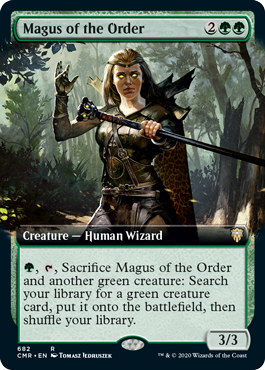 Magus of the Order 2
Creature — Human Wizard
, , Sacrifice Magus of the Order
and another green creature: Search
your library for a green creature
card, put it onto the battlefield, then
shuffle your library.
3/3
682 R
CMR • EN Tomasz Jedruszek ™ & © 2020 Wizards of the Coast